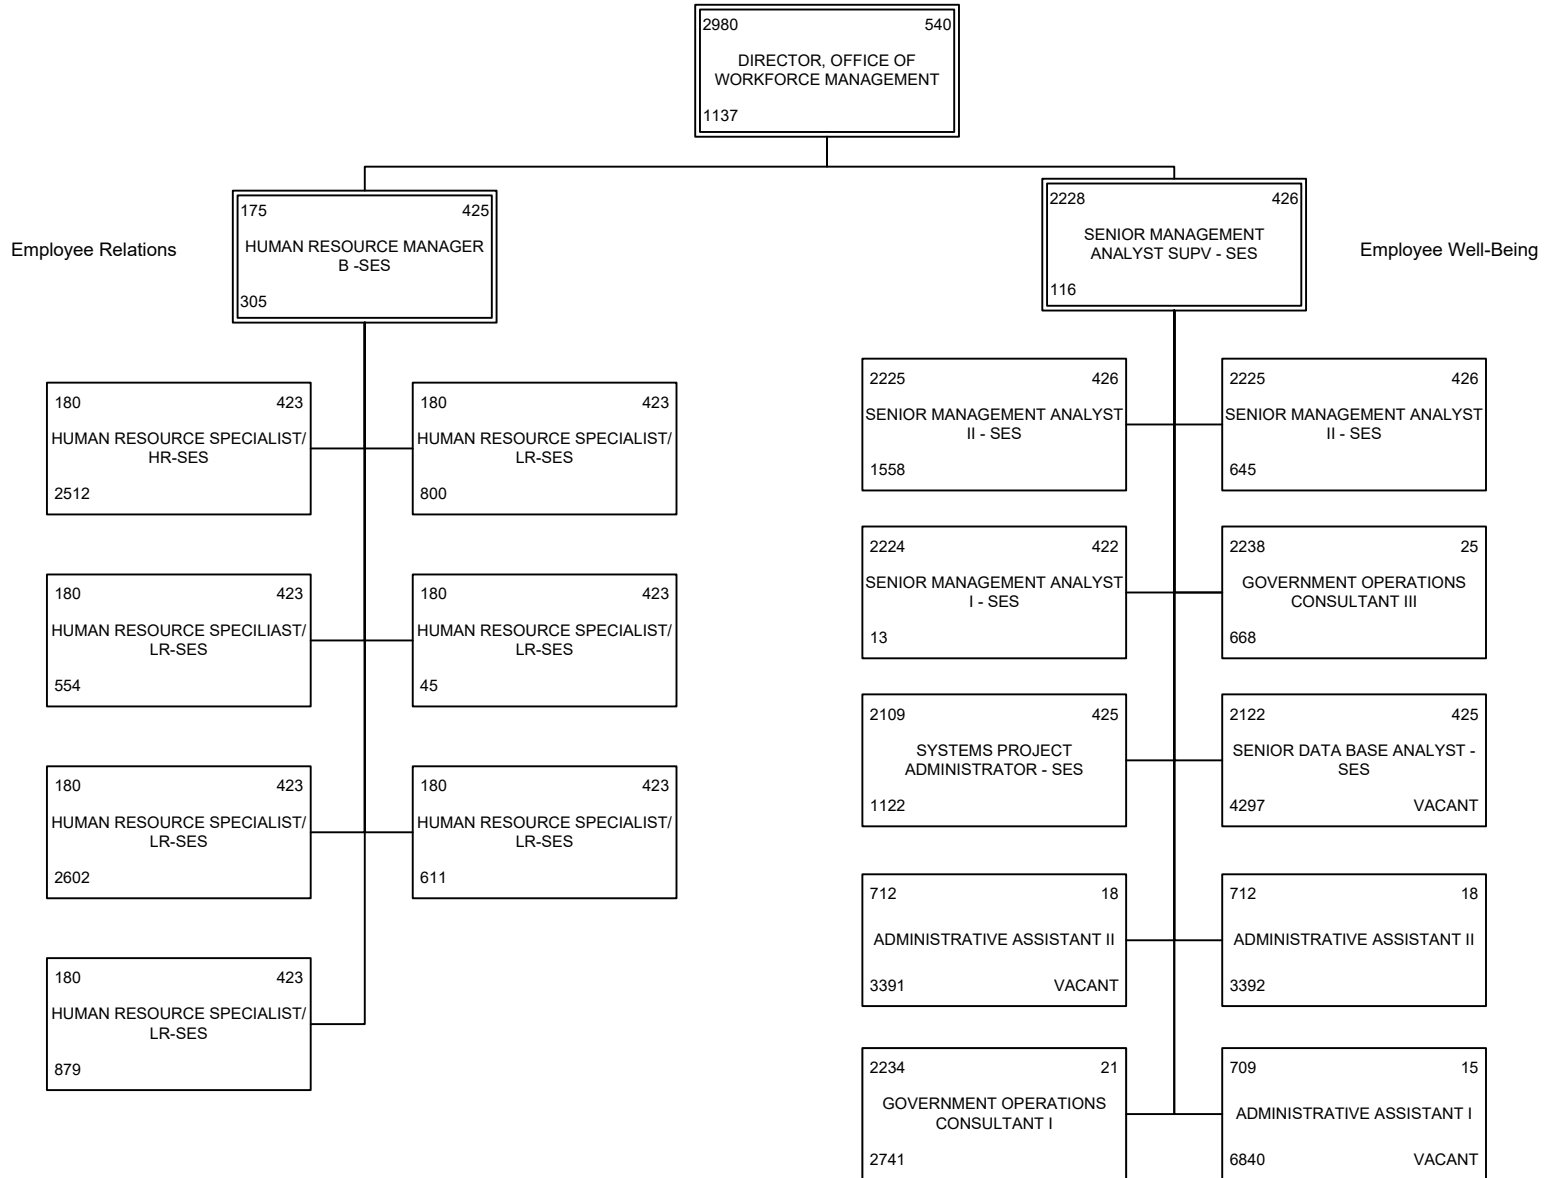 2980 540
DIRECTOR, OFFICE OF
WORKFORCE MANAGEMENT
1137
Employee Relations
175 425
HUMAN RESOURCE MANAGER
B -SES
305
2228 426
SENIOR MANAGEMENT
ANALYST SUPV - SES
116
Employee Well-Being
180 423
HUMAN RESOURCE SPECIALIST/
HR-SES
2512
180 423
HUMAN RESOURCE SPECIALIST/
LR-SES
800
180 423
HUMAN RESOURCE SPECILIAST/
LR-SES
554
180 423
HUMAN RESOURCE SPECIALIST/
LR-SES
45
180 423
HUMAN RESOURCE SPECIALIST/
LR-SES
2602
180 423
HUMAN RESOURCE SPECIALIST/
LR-SES
611
180 423
HUMAN RESOURCE SPECIALIST/
LR-SES
879
2225 426
SENIOR MANAGEMENT ANALYST
II - SES
1558
2225 426
SENIOR MANAGEMENT ANALYST
II - SES
645
2224 422
SENIOR MANAGEMENT ANALYST
I - SES
13
2238 25
GOVERNMENT OPERATIONS
CONSULTANT III
668
2109 425
SYSTEMS PROJECT
ADMINISTRATOR - SES
1122
2122 425
SENIOR DATA BASE ANALYST -
SES
4297 VACANT
712 18
ADMINISTRATIVE ASSISTANT II
3391 VACANT
712 18
ADMINISTRATIVE ASSISTANT II
3392
2234 21
GOVERNMENT OPERATIONS
CONSULTANT I
2741
709 15
ADMINISTRATIVE ASSISTANT I
6840 VACANT